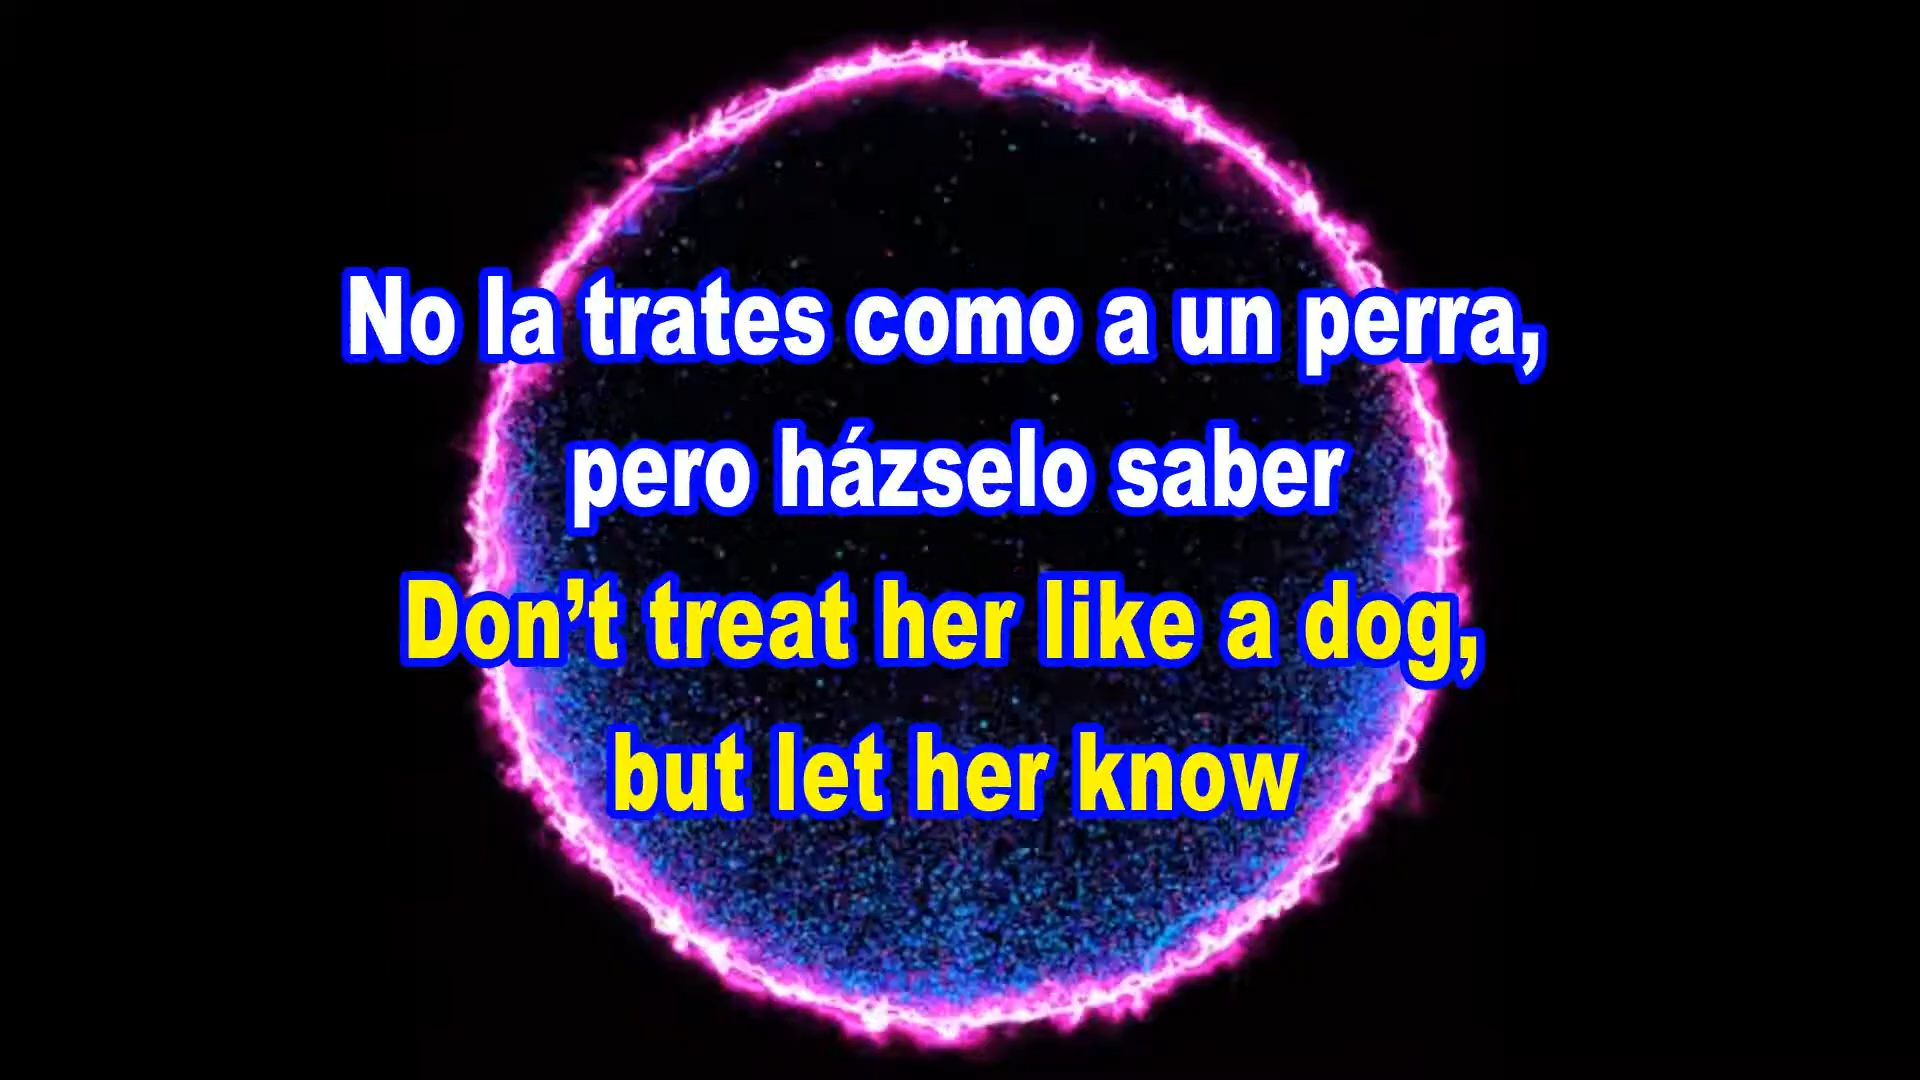 No la trates como a un perra,
pero házselo saber
Don’t treat her like a dog,
but let her know